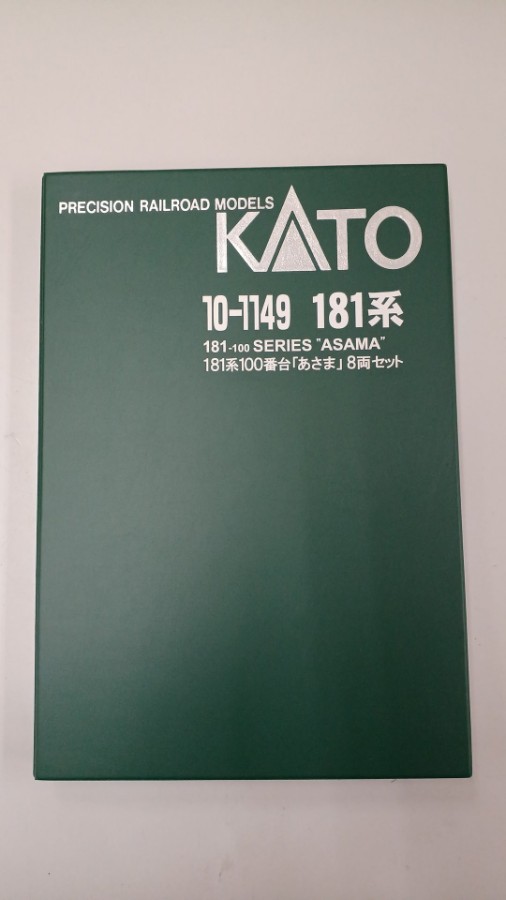 PRECISION RAILROAD MODELS
KATO
10-1149 181系
181-100 SERIES "ASAMA"
181系100番台「あさま」8両セット